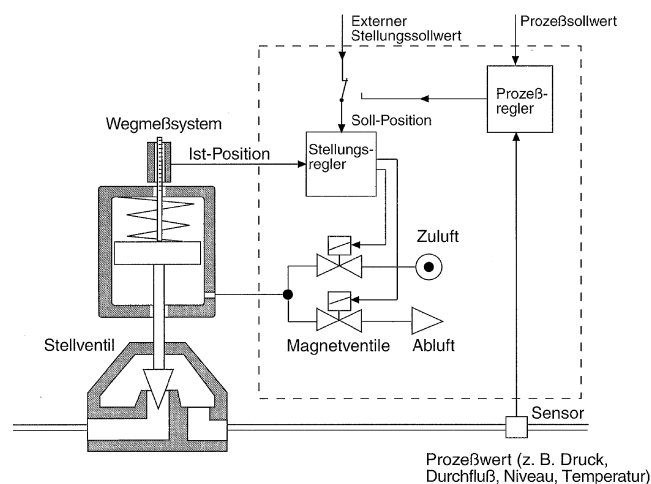 Externer
Stellungssollwert
Prozeßsollwert
Prozeß-
regler
Wegmeßsystem
Soll-Position
Ist-Position
Stellungs-
regler
Zuluft
Stellventil
Magnetventile
Abluft
Sensor
Prozeßwert (z. B. Druck,
Durchfluß, Niveau, Temperatur)